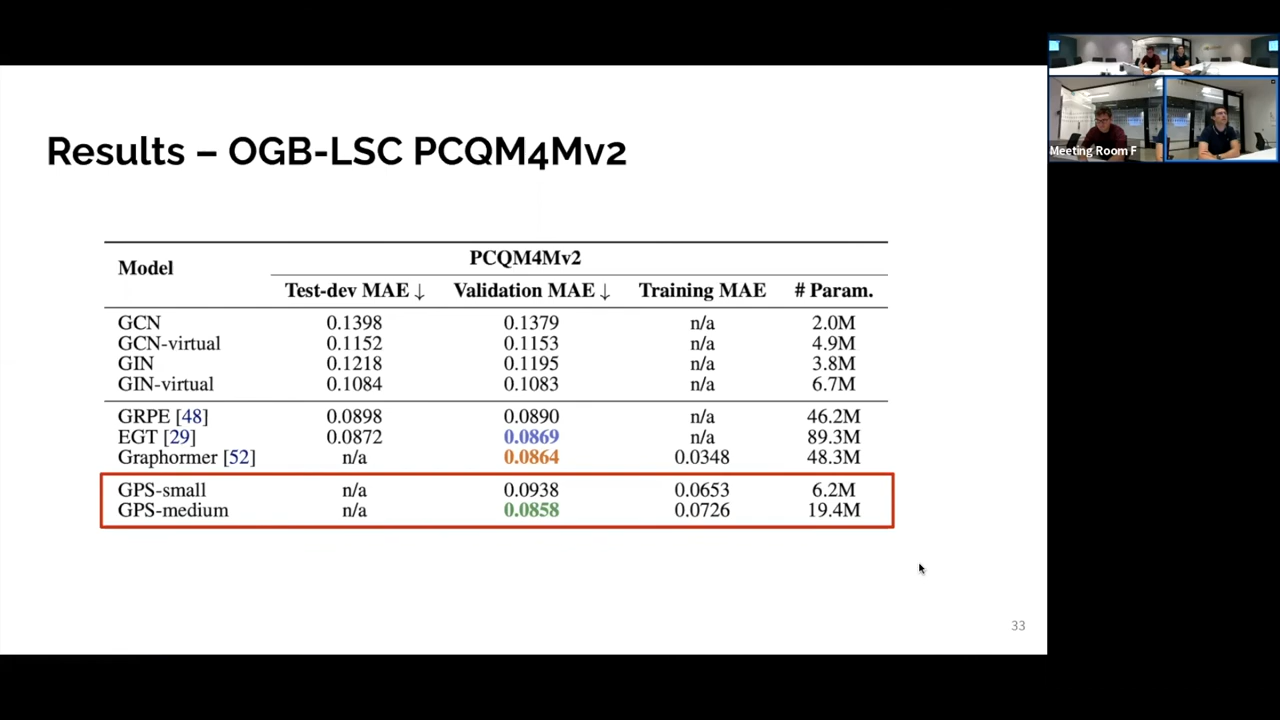 Results – OGB-LSC PCQM4Mv2
Model PCQM4Mv2
Test-dev MAE ↓ Validation MAE ↓ Training MAE # Param.
GCN 0.1398 0.1379 n/a 2.0M
GCN-virtual 0.1152 0.1153 n/a 4.9M
GIN 0.1218 0.1195 n/a 3.8M
GIN-virtual 0.1084 0.1083 n/a 6.7M
GRPE [48] 0.0898 0.0890 n/a 46.2M
EGT [29] 0.0872 0.0869 n/a 89.3M
Graphormer [52] n/a 0.0864 0.0348 48.3M
GPS-small n/a 0.0938 0.0653 6.2M
GPS-medium n/a 0.0858 0.0726 19.4M
33
Meeting Room F